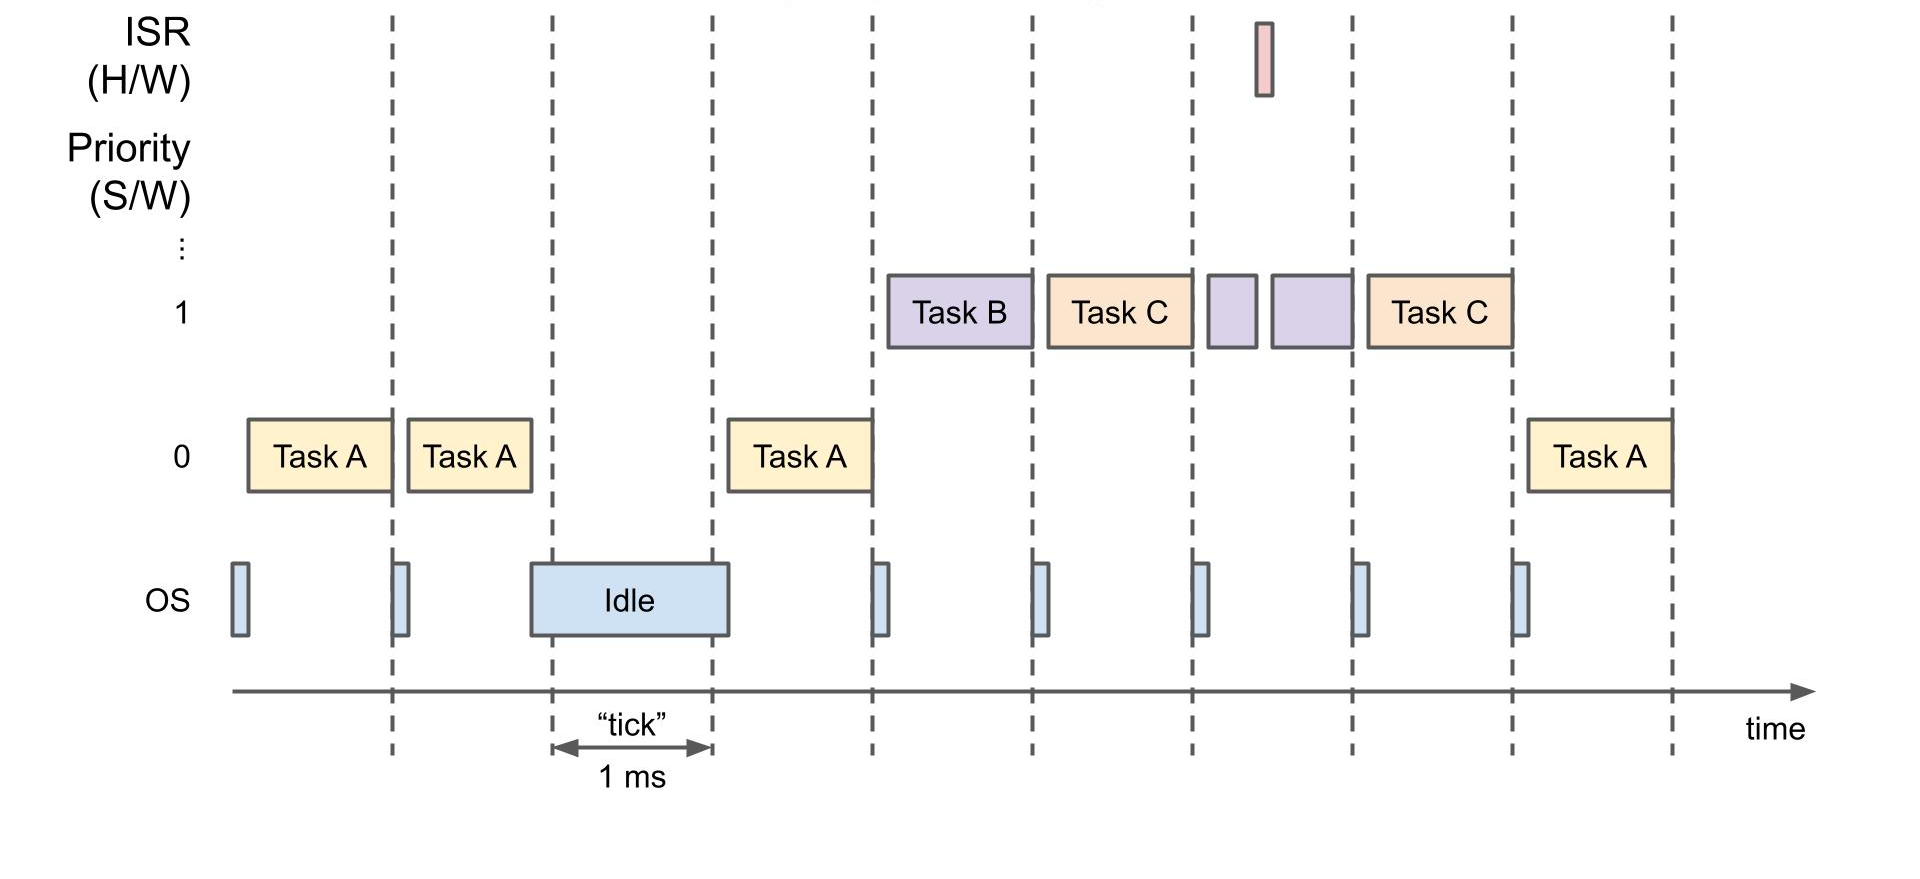 ISR
(H/W)
Priority
(S/W)
⋮
1
Task B
Task C
Task C
0
Task A
Task A
Task A
Task A
OS
Idle
“tick”
1 ms
time